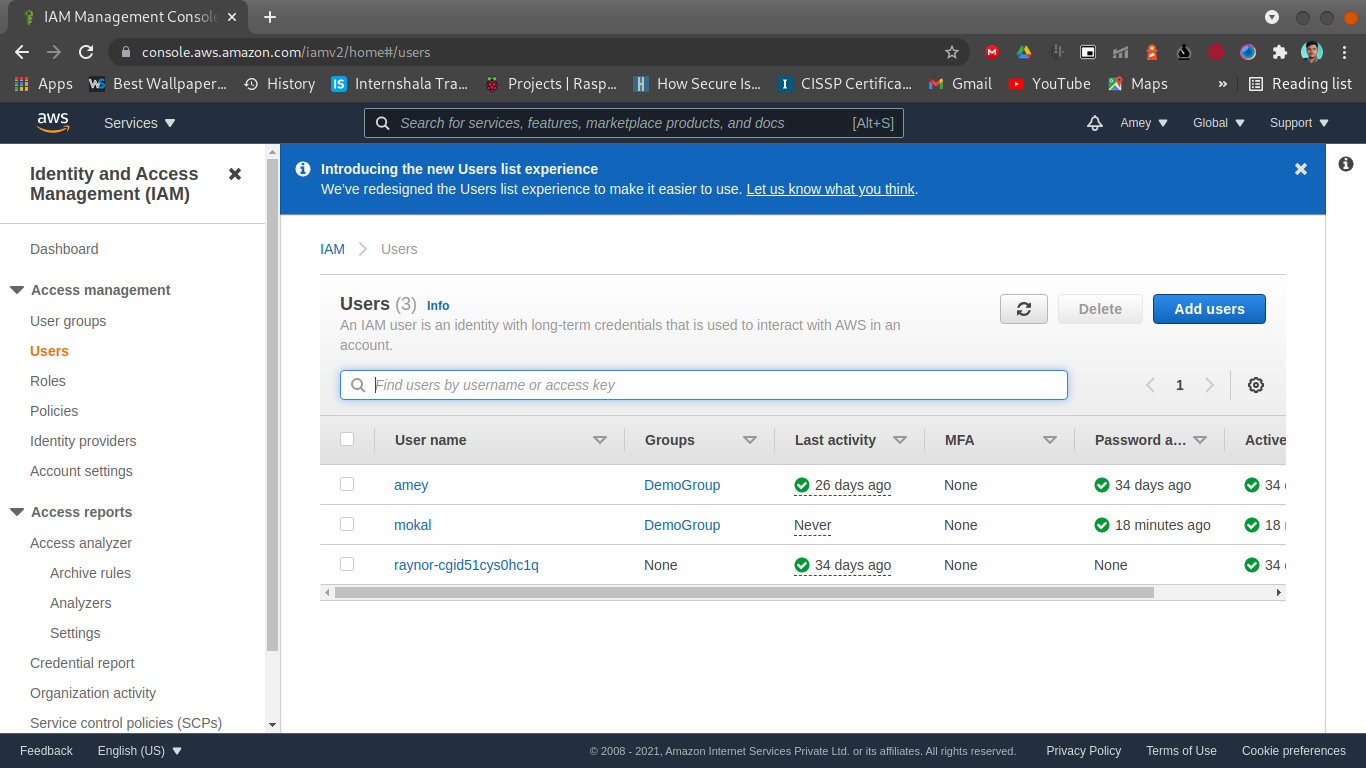 IAM Management Console
console.aws.amazon.com/iamv2/home#/users
Apps
Best Wallpaper...
History
Internshala Tra...
Projects | Rasp...
How Secure Is...
CISSP Certifica...
Gmail
YouTube
Maps
»
Reading list
aws
Services
Search for services, features, marketplace products, and docs [Alt+S]
Amey
Global
Support
Identity and Access
Management (IAM)
Dashboard
Access management
User groups
Users
Roles
Policies
Identity providers
Account settings
Access reports
Access analyzer
Archive rules
Analyzers
Settings
Credential report
Organization activity
Service control policies (SCPs)
Introducing the new Users list experience
We've redesigned the Users list experience to make it easier to use. Let us know what you think.
IAM > Users
Users (3) Info
An IAM user is an identity with long-term credentials that is used to interact with AWS in an
account.
Delete
Add users
Find users by username or access key
1
User name Groups Last activity MFA Password a... Active
amey DemoGroup 26 days ago None 34 days ago 34
mokal DemoGroup Never None 18 minutes ago 18
raynor-cgid51cys0hc1q None 34 days ago None None 34
Feedback English (US)
© 2008 - 2021, Amazon Internet Services Private Ltd. or its affiliates. All rights reserved. Privacy Policy Terms of Use Cookie preferences